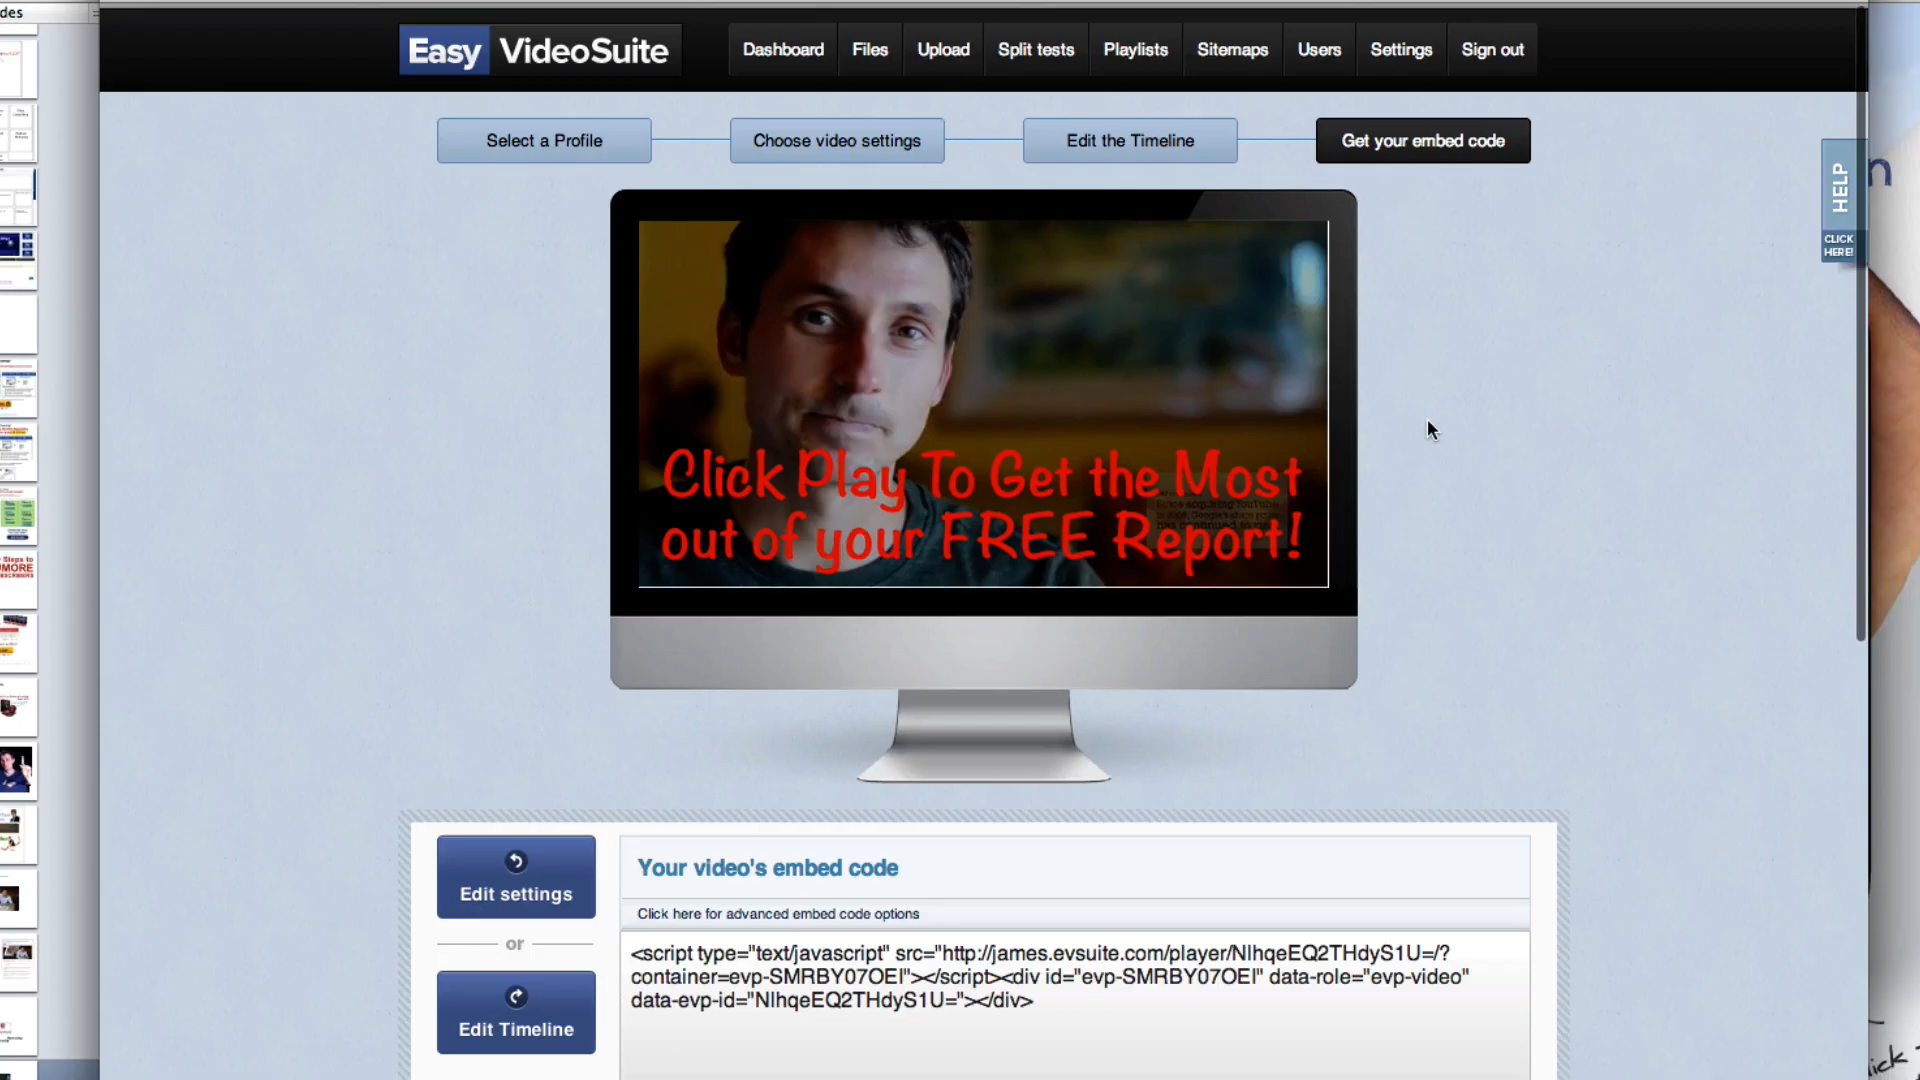 des
Easy VideoSuite
Dashboard
Files
Upload
Split tests
Playlists
Sitemaps
Users
Settings
Sign out
Select a Profile
Choose video settings
Edit the Timeline
Get your embed code
HELP
CLICK
HERE!
n
Click Play To Get the Most
out of your FREE Report!
Edit settings
or
Edit Timeline
Your video's embed code
Click here for advanced embed code options
<script type="text/javascript" src="http://james.evsuite.com/player/NlhqeEQ2THdyS1U=/?
container=evp-SMRBY07OEI"></script><div id="evp-SMRBY07OEI" data-role="evp-video"
data-evp-id="NlhqeEQ2THdyS1U="></div>
Steps to
MORE